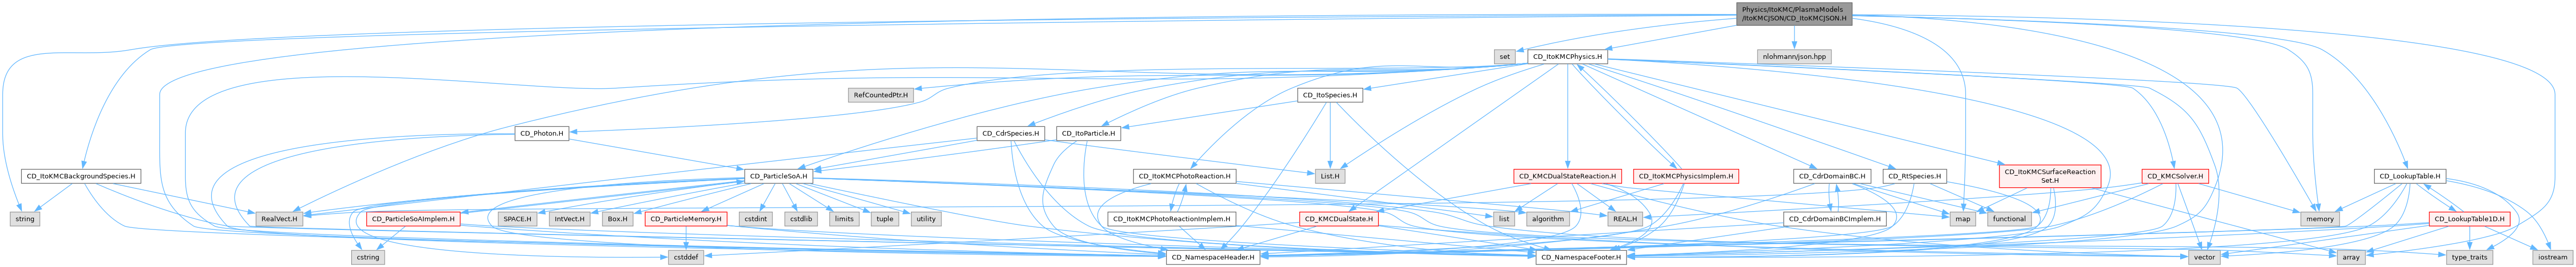 Physics/ItoKMC/PlasmaModels
/ItoKMCJSON/CD_ItoKMCJSON.H
set
CD_ItoKMCPhysics.H
nlohmann/json.hpp
RefCountedPtr.H
CD_ItoSpecies.H
CD_Photon.H
CD_CdrSpecies.H
CD_ItoParticle.H
CD_ItoKMCBackgroundSpecies.H
CD_ParticleSoA.H
List.H
CD_ItoKMCPhotoReaction.H
CD_KMCDualStateReaction.H
CD_ItoKMCPhysicsImplem.H
CD_CdrDomainBC.H
CD_RtSpecies.H
CD_ItoKMCSurfaceReaction
Set.H
CD_KMCSolver.H
CD_LookupTable.H
string
RealVect.H
CD_ParticleSoAImplem.H
SPACE.H
IntVect.H
Box.H
CD_ParticleMemory.H
cstdint
cstdlib
limits
tuple
utility
CD_ItoKMCPhotoReactionImplem.H
CD_KMCDualState.H
list
algorithm
REAL.H
CD_CdrDomainBCImplem.H
map
functional
memory
CD_LookupTable1D.H
cstring
cstddef
CD_NamespaceHeader.H
CD_NamespaceFooter.H
vector
array
type_traits
iostream